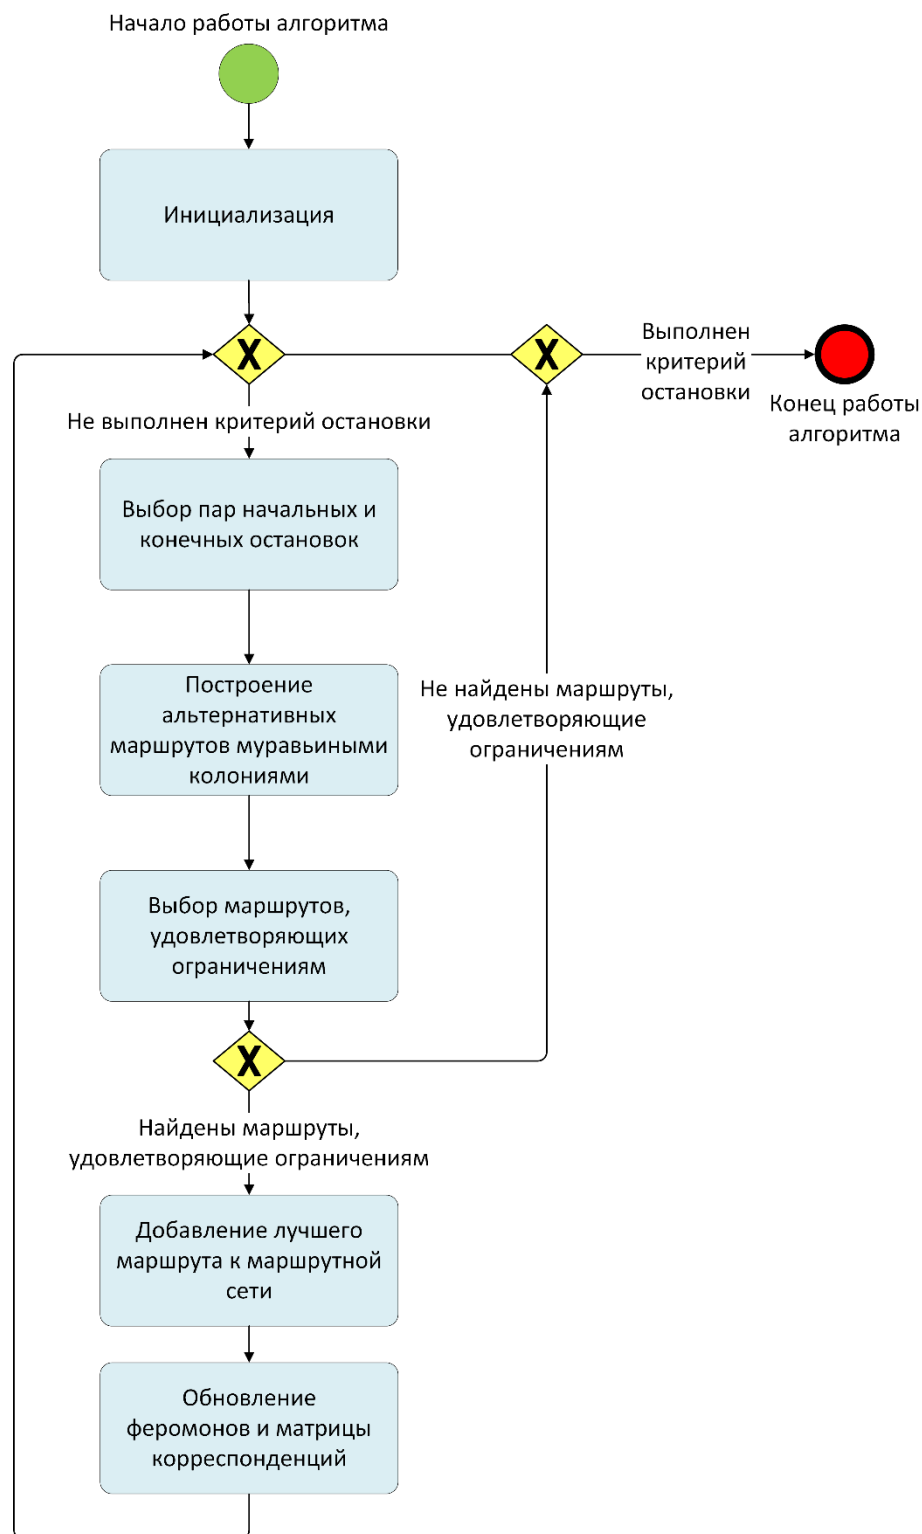 Начало работы алгоритма
Инициализация
X
X
Выполнен
критерий
остановки
Конец работы
алгоритма
Не выполнен критерий остановки
Выбор пар начальных и
конечных остановок
Построение
альтернативных
маршрутов муравьиными
колониями
Не найдены маршруты,
удовлетворяющие
ограничениям
Выбор маршрутов,
удовлетворяющих
ограничениям
X
Найдены маршруты,
удовлетворяющие ограничениям
Добавление лучшего
маршрута к маршрутной
сети
Обновление
феромонов и матрицы
корреспонденций